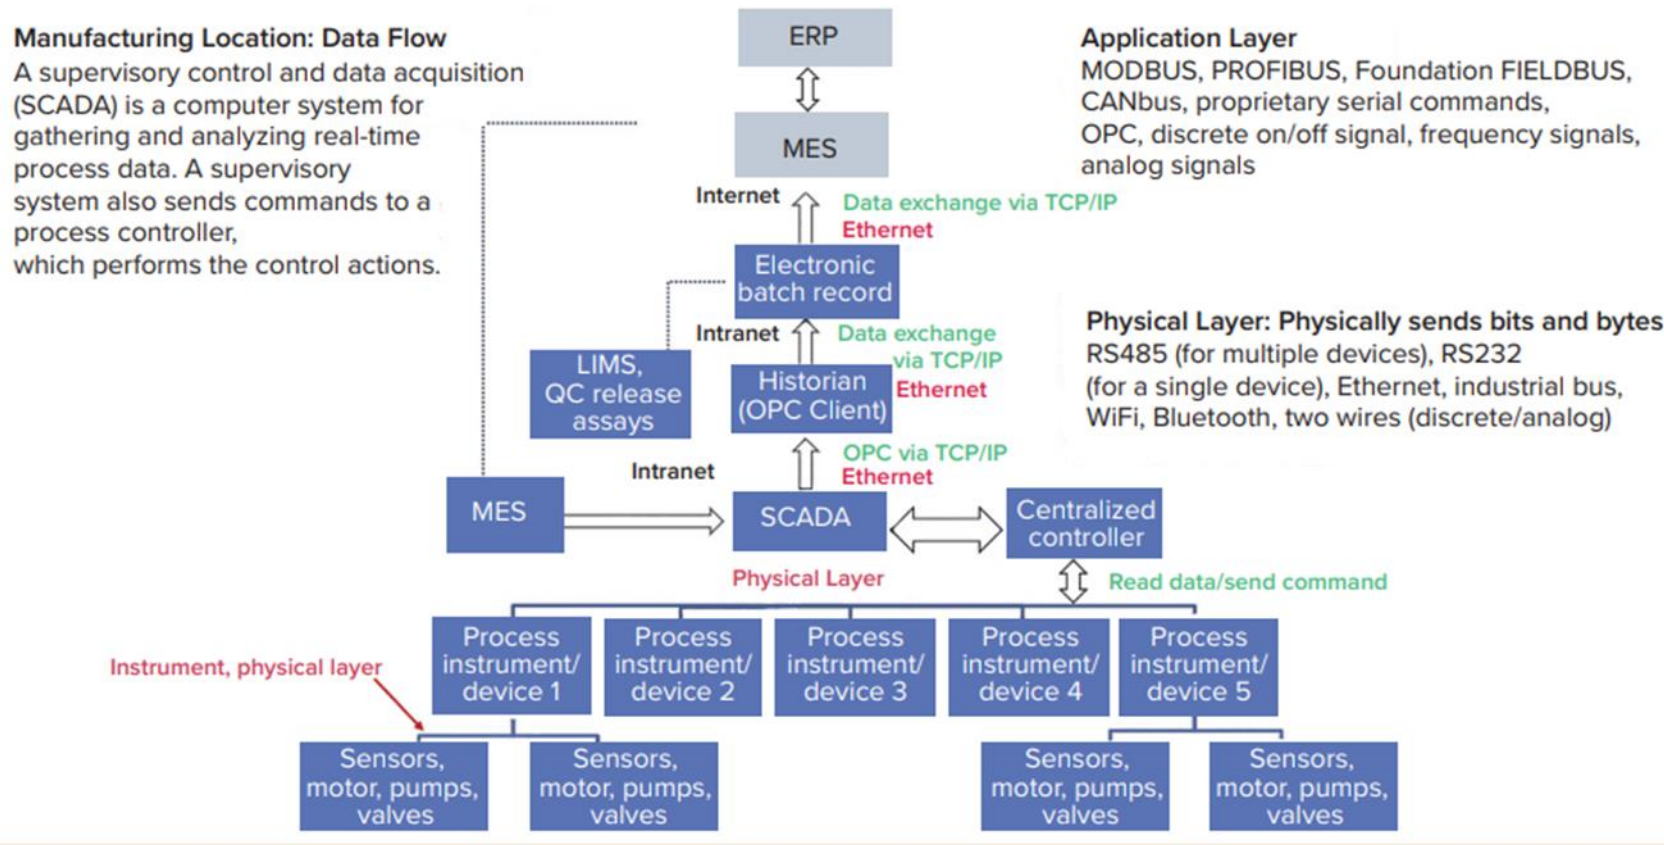 Manufacturing Location: Data Flow
A supervisory control and data acquisition
(SCADA) is a computer system for
gathering and analyzing real-time
process data. A supervisory
system also sends commands to a
process controller,
which performs the control actions.
ERP
MES
Application Layer
MODBUS, PROFIBUS, Foundation FIELDBUS,
CANbus, proprietary serial commands,
OPC, discrete on/off signal, frequency signals,
analog signals
Internet
Data exchange via TCP/IP
Ethernet
Electronic
batch record
Physical Layer: Physically sends bits and bytes
RS485 (for multiple devices), RS232
(for a single device), Ethernet, industrial bus,
WiFi, Bluetooth, two wires (discrete/analog)
Intranet
Data exchange
via TCP/IP
Ethernet
LIMS,
QC release
assays
Historian
(OPC Client)
Intranet
OPC via TCP/IP
Ethernet
MES
SCADA
Centralized
controller
Physical Layer
Read data/send command
Instrument, physical layer
Process
instrument/
device 1
Process
instrument/
device 2
Process
instrument/
device 3
Process
instrument/
device 4
Process
instrument/
device 5
Sensors,
motor, pumps,
valves
Sensors,
motor, pumps,
valves
Sensors,
motor, pumps,
valves
Sensors,
motor, pumps,
valves